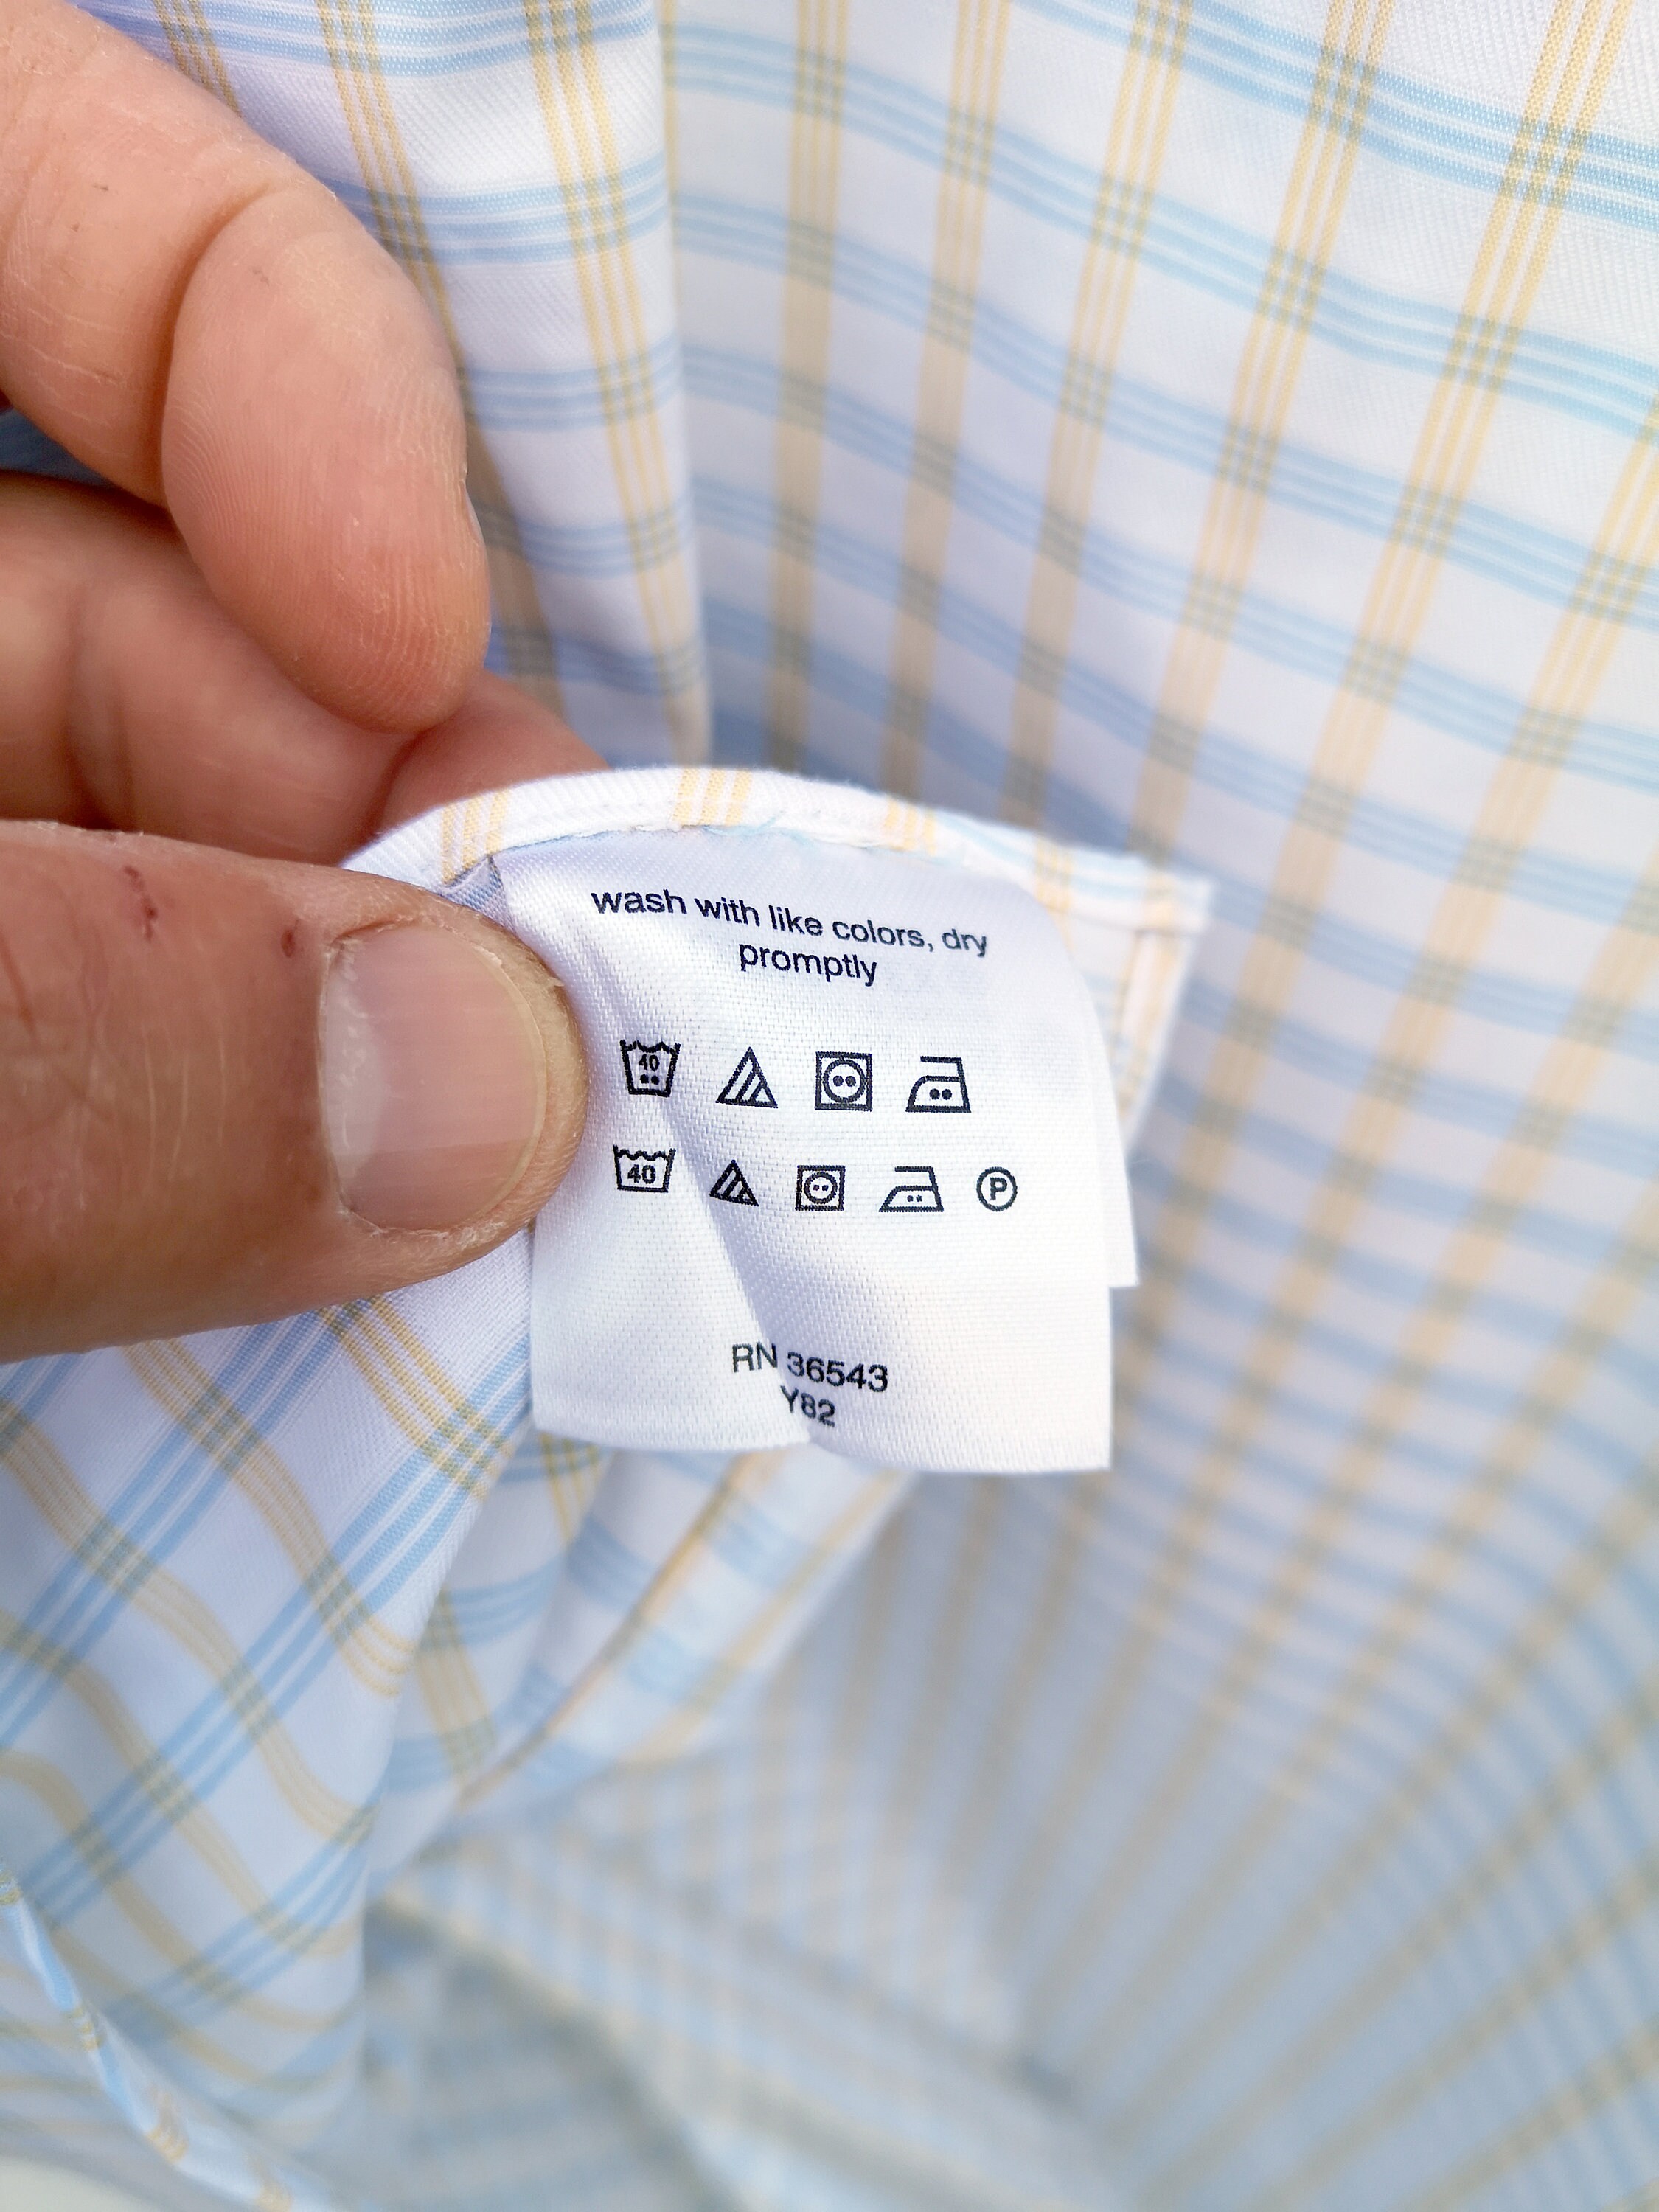 wash with like colors, dry
promptly
40
40 P
RN 36543
Y82